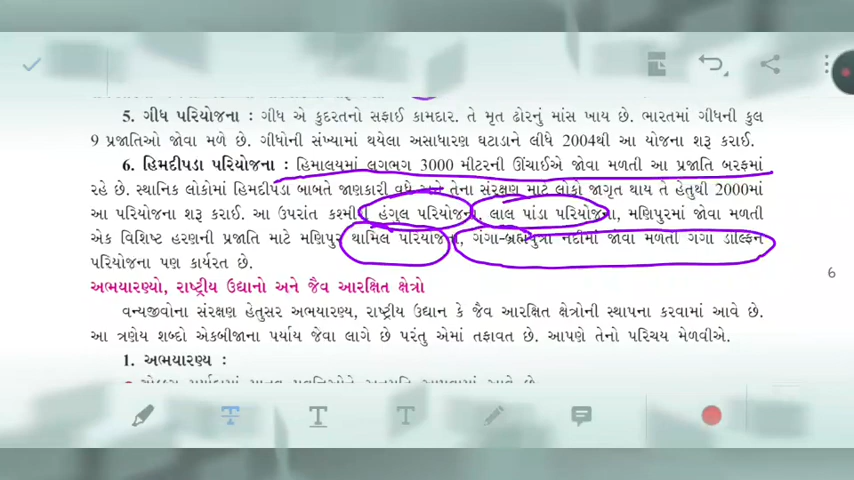 5. ગીધ પરિયોજના : ગીધ એ કુદરતનો સફાઈ કામદાર. તે મૃત ઢોરનું માંસ ખાય છે. ભારતમાં ગીધની કુલ
9 પ્રજાતિઓ જોવા મળે છે. ગીધોની સંખ્યામાં થયેલા અસાધારણ ઘટાડાને લીધે 2004થી આ યોજના શરૂ કરાઈ.
6. હિમદીપડા પરિયોજના : હિમાલયમાં લગભગ 3000 મીટરની ઊંચાઈએ જોવા મળતી આ પ્રજાતિ બરફમાં
રહે છે. સ્થાનિક લોકોમાં હિમદીપડા બાબતે જાણકારી વધે અને તેના સંરક્ષણ માટે લોકો જાગૃત થાય તે હેતુથી 2000માં
આ પરિયોજના શરૂ કરાઈ. આ ઉપરાંત કશ્મીરી હંગુલ પરિયોજના, લાલ પાંડા પરિયોજના, મણિપુરમાં જોવા મળતી
એક વિશિષ્ટ હરણની પ્રજાતિ માટે મણિપુર થામિલ પરિયોજના, ગંગા-બ્રહ્મપુત્રા નદીમાં જોવા મળતી ગંગા ડૉલ્ફિન
પરિયોજના પણ કાર્યરત છે.
અભયારણ્યો, રાષ્ટ્રીય ઉદ્યાનો અને જૈવ આરક્ષિત ક્ષેત્રો
વન્યજીવોના સંરક્ષણ હેતુસર અભયારણ્ય, રાષ્ટ્રીય ઉદ્યાન કે જૈવ આરક્ષિત ક્ષેત્રોની સ્થાપના કરવામાં આવે છે.
આ ત્રણેય શબ્દો એકબીજાના પર્યાય જેવા લાગે છે પરંતુ એમાં તફાવત છે. આપણે તેનો પરિચય મેળવીએ.
1. અભયારણ્ય :
6